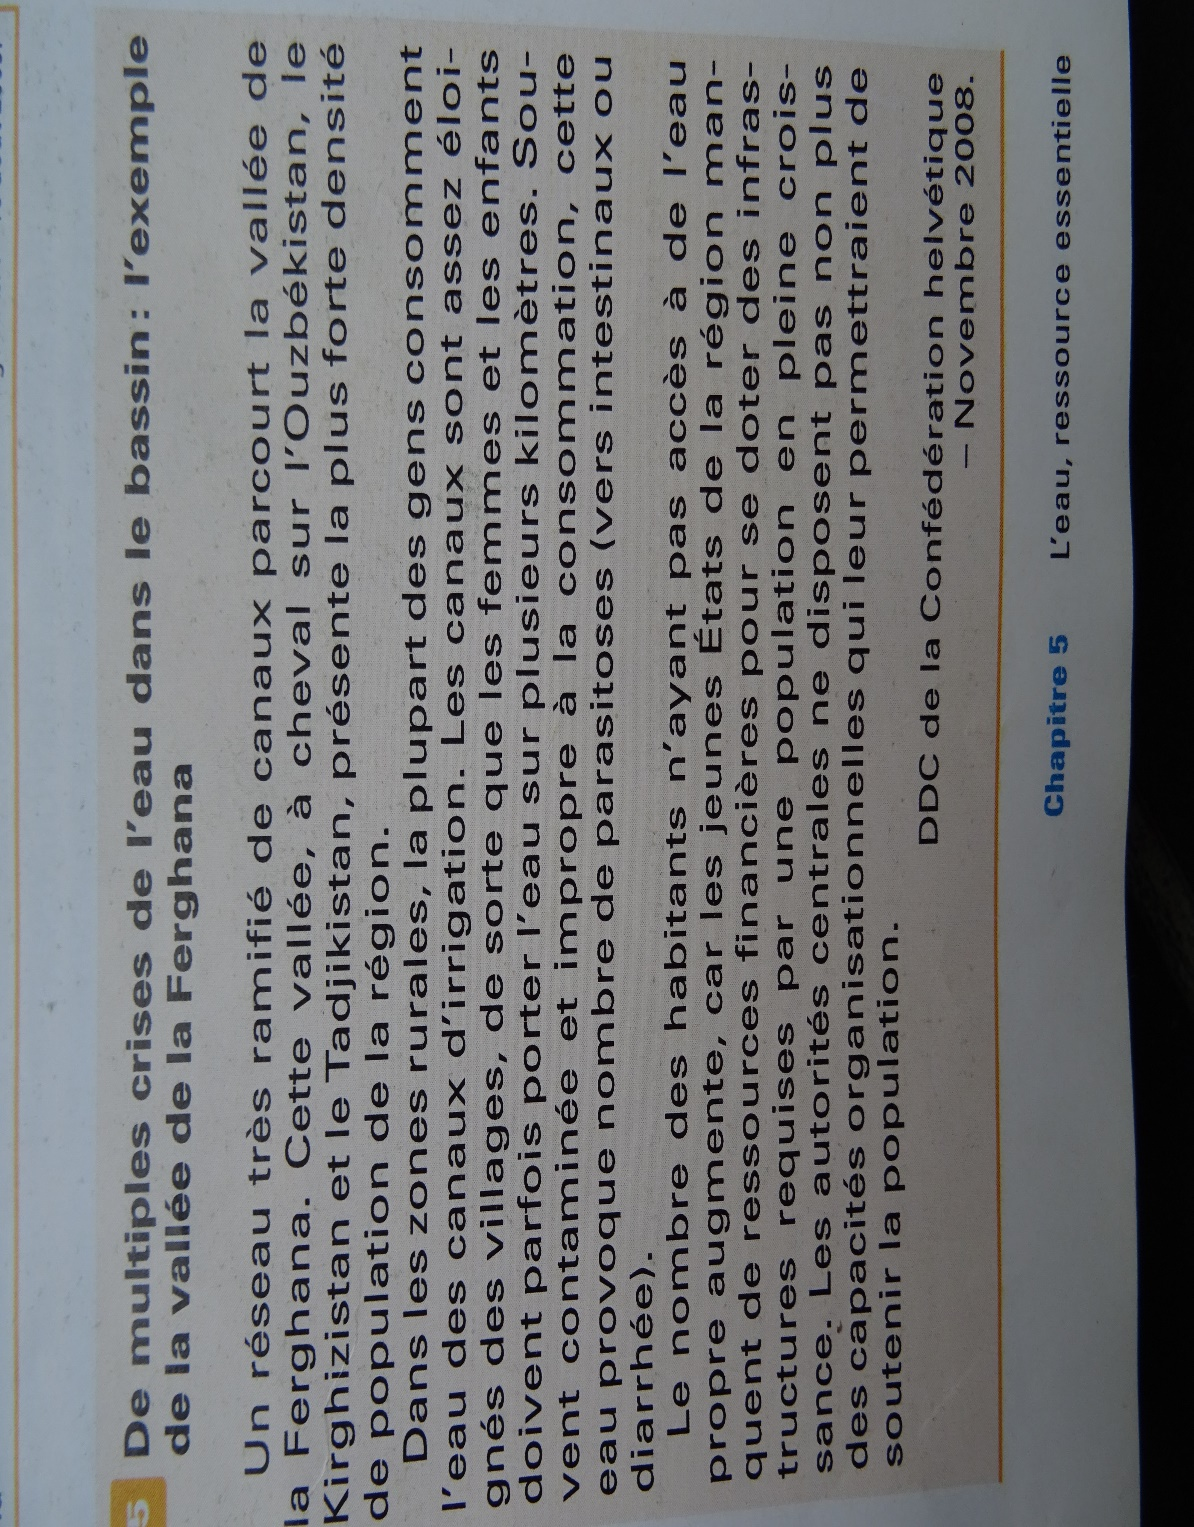 5 De multiples crises de l'eau dans le bassin : l'exemple
de la vallée de la Ferghana
Un réseau très ramifié de canaux parcourt la vallée de
la Ferghana. Cette vallée, à cheval sur l'Ouzbékistan, le
Kirghizistan et le Tadjikistan, présente la plus forte densité
de population de la région.
Dans les zones rurales, la plupart des gens consomment
l'eau des canaux d'irrigation. Les canaux sont assez éloi-
gnés des villages, de sorte que les femmes et les enfants
doivent parfois porter l'eau sur plusieurs kilomètres. Sou-
vent contaminée et impropre à la consommation, cette
eau provoque nombre de parasitoses (vers intestinaux ou
diarrhée).
Le nombre des habitants n'ayant pas accès à de l'eau
propre augmente, car les jeunes États de la région man-
quent de ressources financières pour se doter des infras-
tructures requises par une population en pleine crois-
sance. Les autorités centrales ne disposent pas non plus
des capacités organisationnelles qui leur permettraient de
soutenir la population.
DDC de la Confédération helvétique
– Novembre 2008.
Chapitre 5 L'eau, ressource essentielle